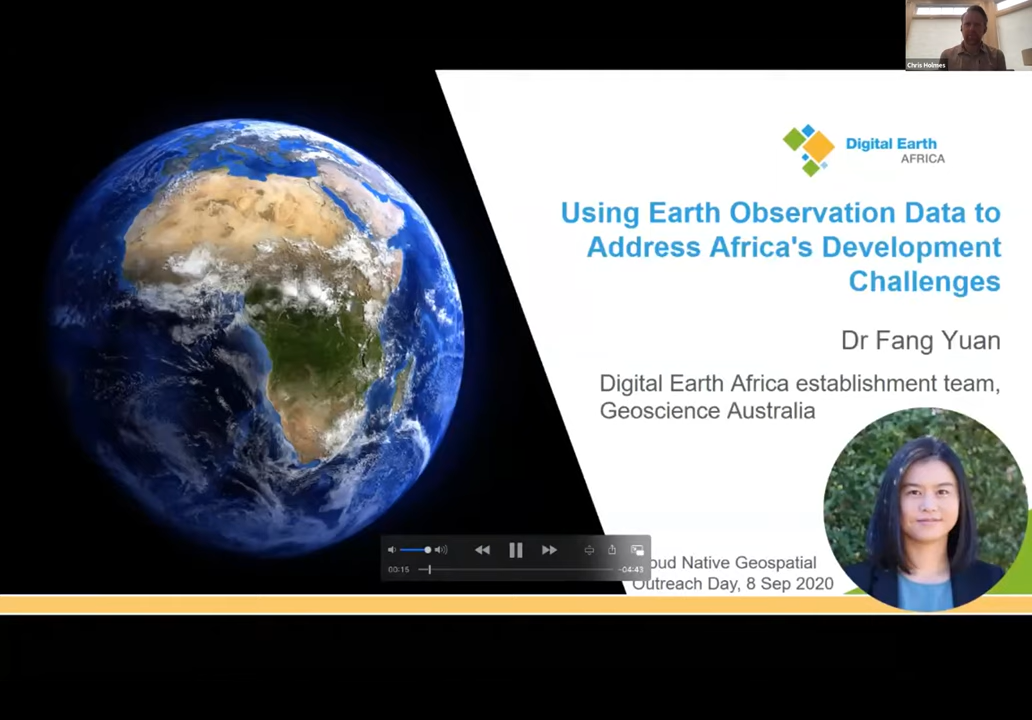 Chris Holmes
Digital Earth
AFRICA
Using Earth Observation Data to
Address Africa's Development
Challenges
Dr Fang Yuan
Digital Earth Africa establishment team,
Geoscience Australia
oud Native Geospatial
Outreach Day, 8 Sep 2020
00:15
-04:43